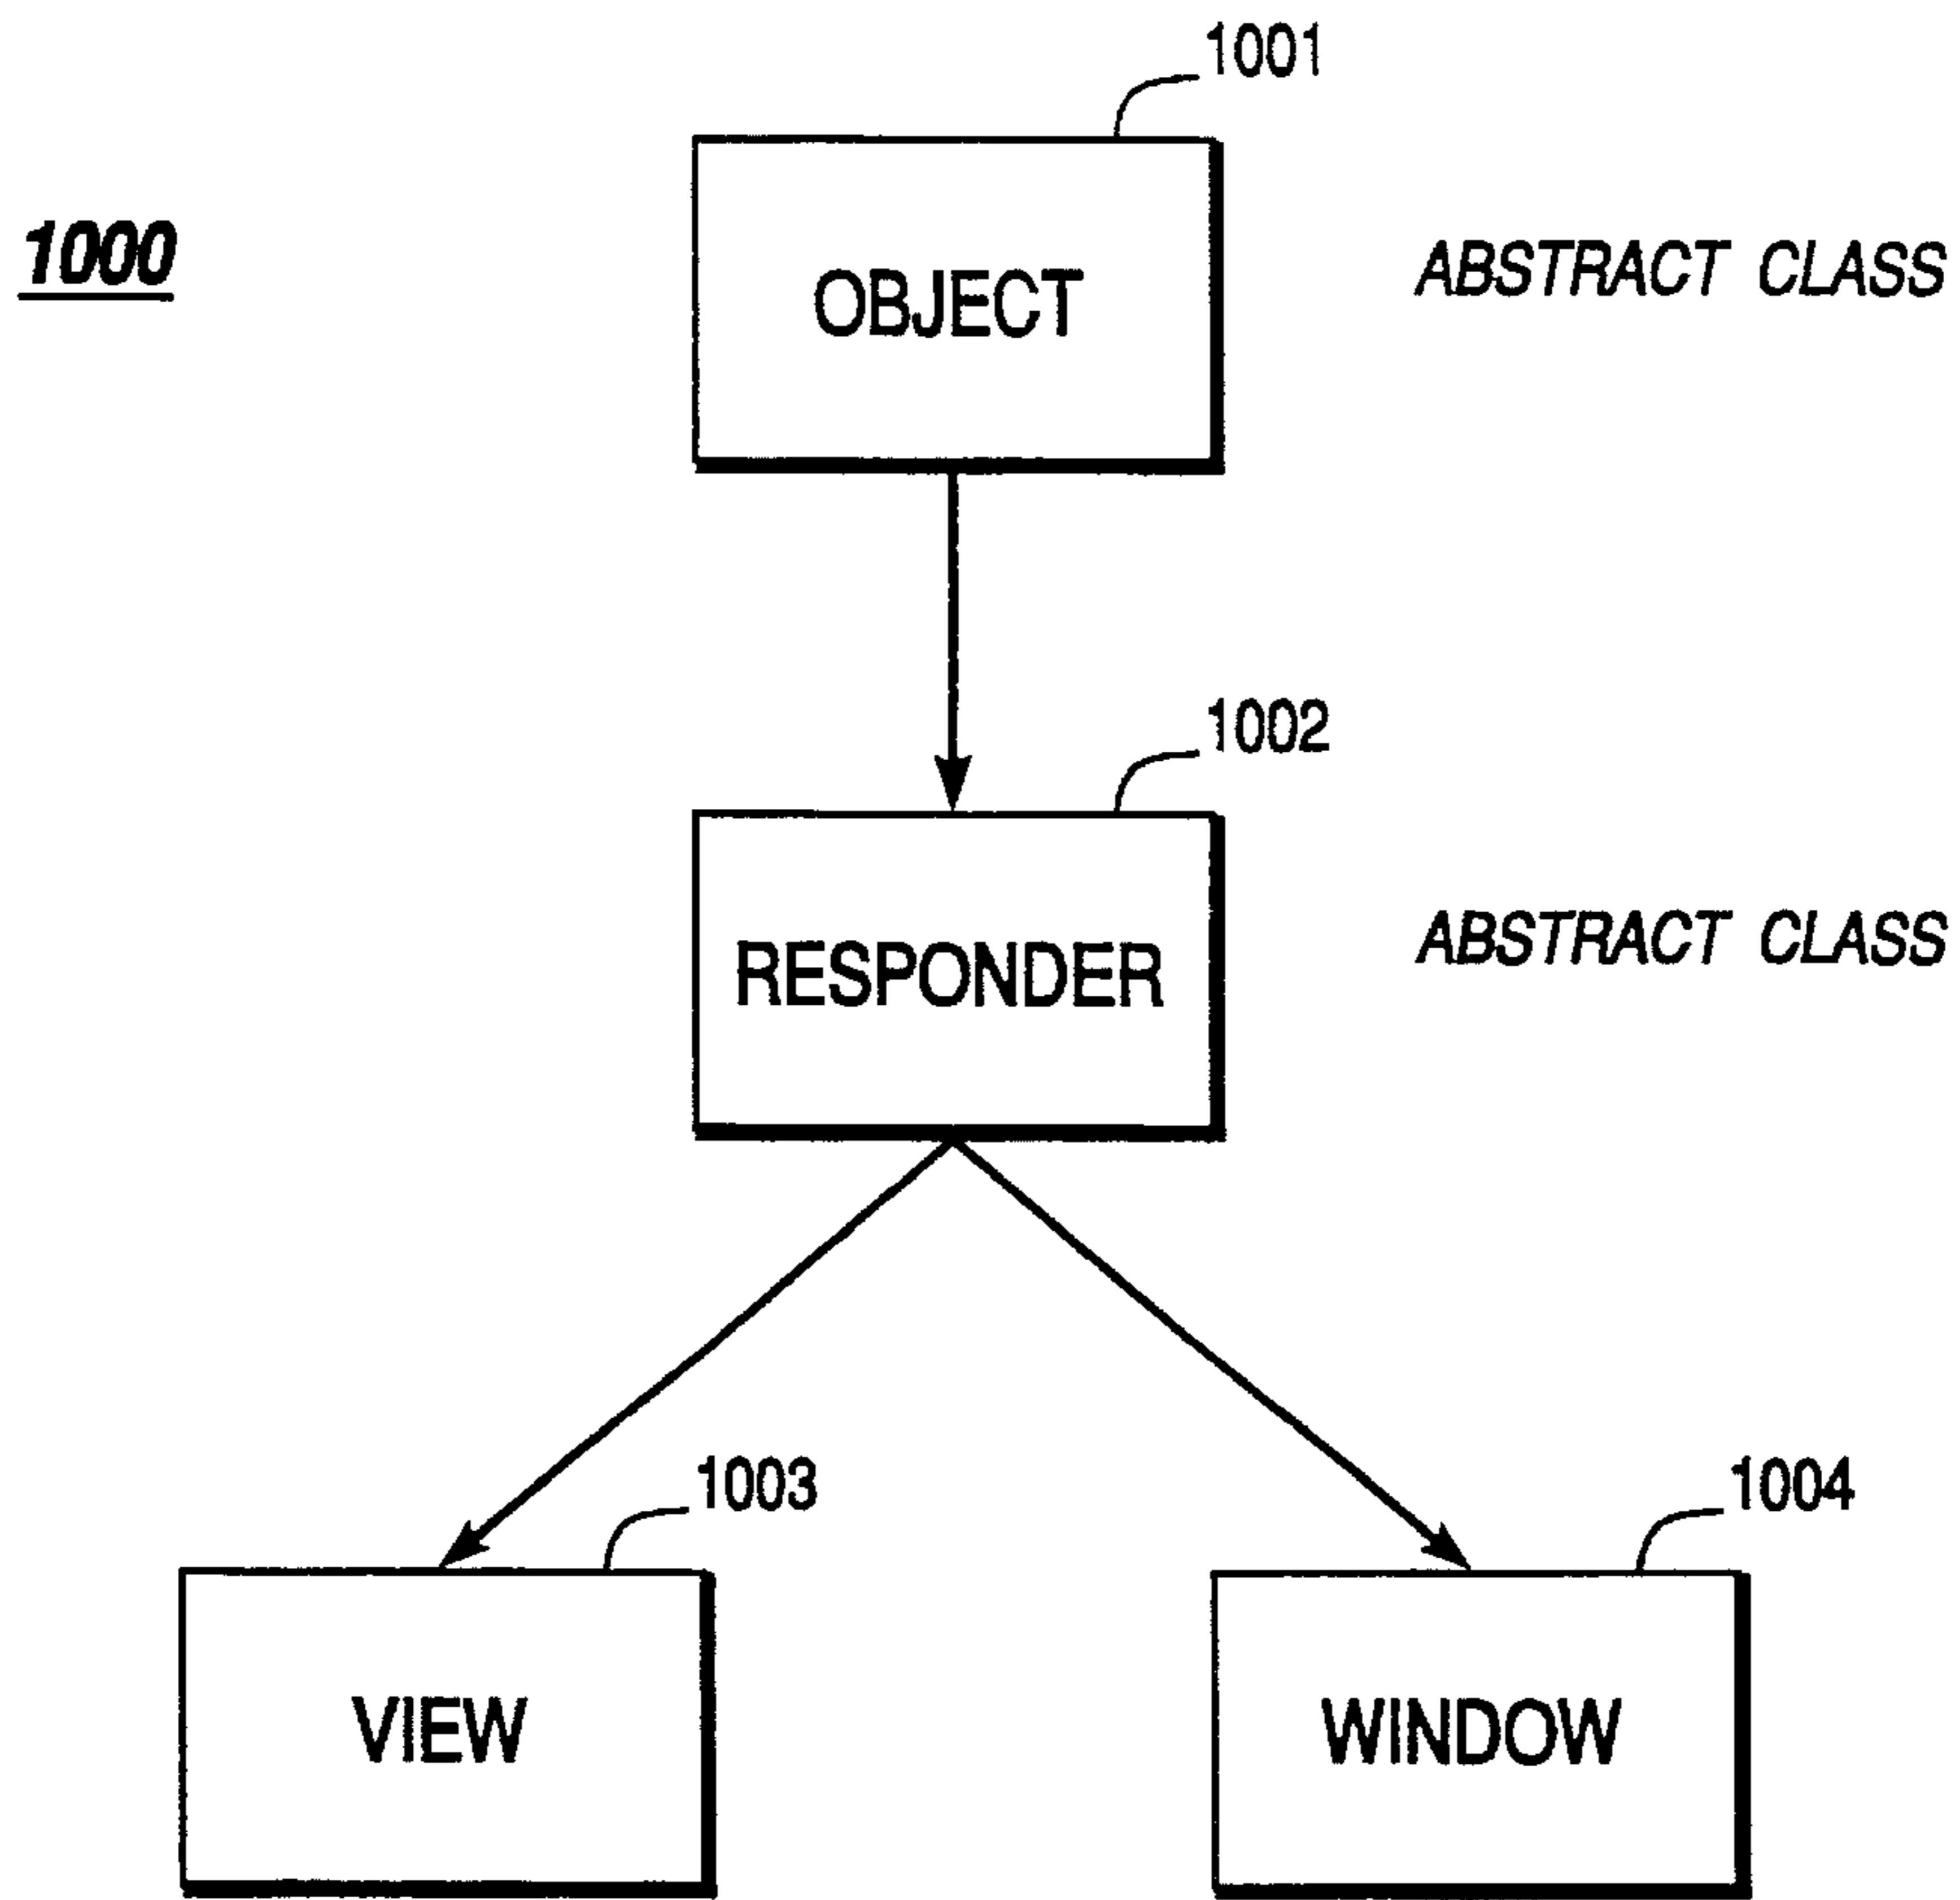 1001
1000
OBJECT
ABSTRACT CLASS
1002
RESPONDER
ABSTRACT CLASS
1003
1004
VIEW
WINDOW